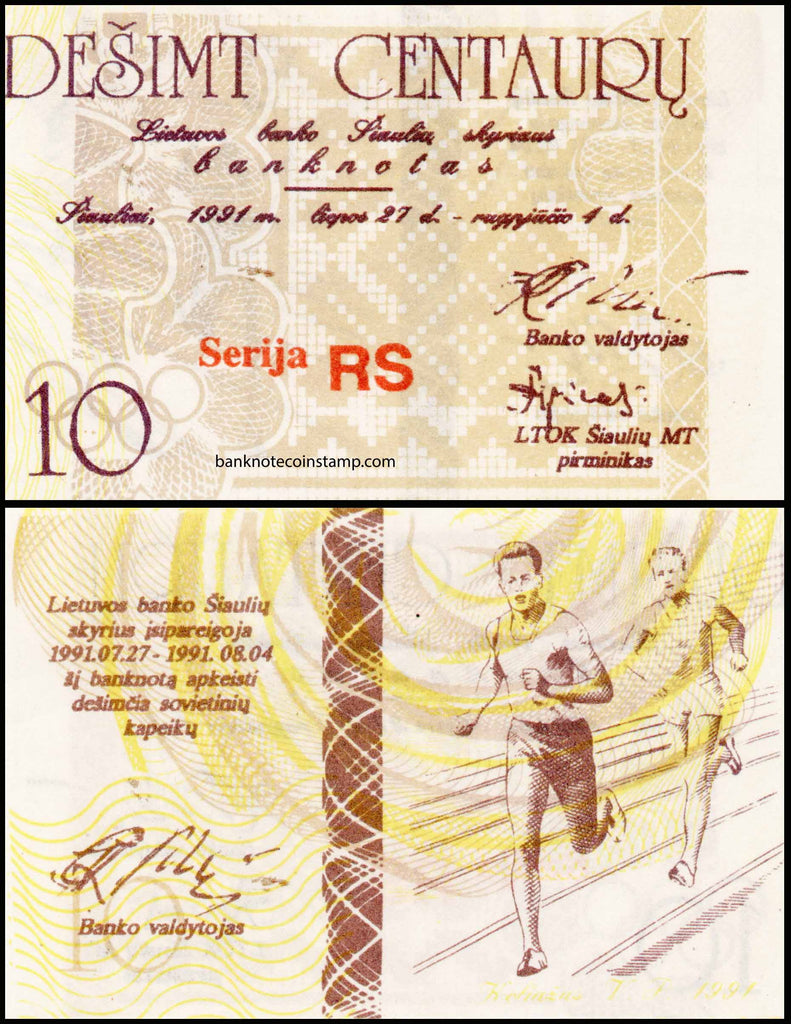 DEŠIMT CENTAURŲ
Lietuvos banko Šiaulių skyriaus
banknotas
Šiauliai, 1991 m. liepos 27 d. - rugpjūčio 4 d.
Banko valdytojas
Serija RS
10
LTOK Šiaulių MT
pirmininkas
banknotecoinstamp.com
Lietuvos banko Šiaulių
skyrius įsipareigoja
1991.07.27 - 1991. 08.04
šį banknotą apkeisti
dešimčia sovietinių
kapeikų
10
Banko valdytojas
1991